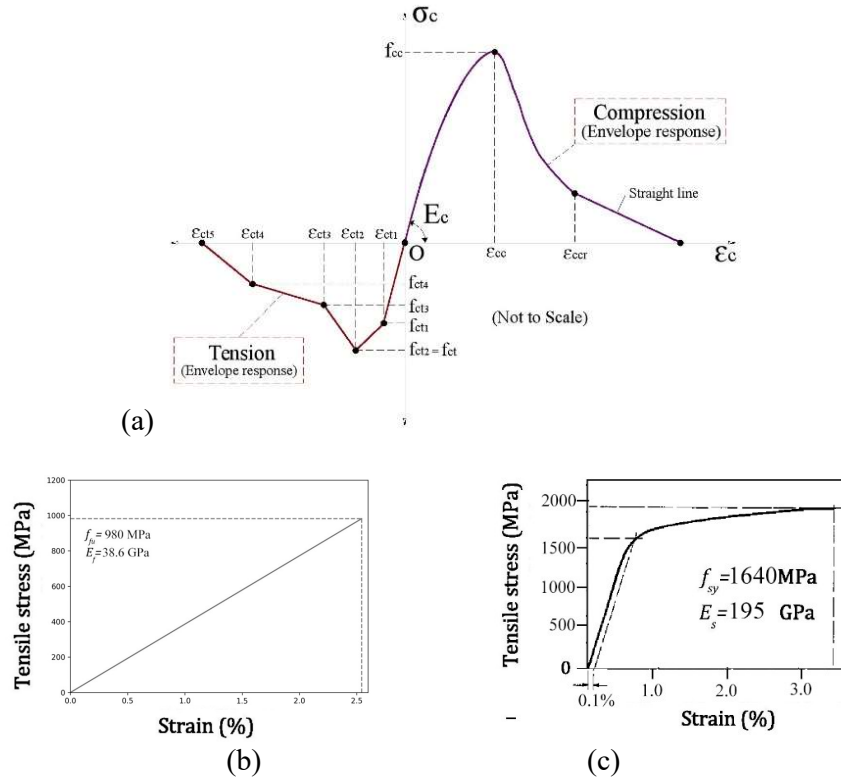 σc
fcc
Compression
(Envelope response)
Straight line
Ec
εct5 εct4 εct3 εct2 εct1
O
εcc εccr εc
fct4
fct3
fct1
fct2 = fct
(Not to Scale)
Tension
(Envelope response)
(a)
Tensile stress (MPa)
1200
1000
800
600
400
200
0
ffu = 980 MPa
Ef=38.6 GPa
0.0 0.5 1.0 1.5 2.0 2.5
Strain (%)
(b)
Tensile stress (MPa)
2000
1500
1000
500
0
fsy=1640MPa
Es=195 GPa
0.1%
1.0 2.0 3.0
Strain (%)
(c)